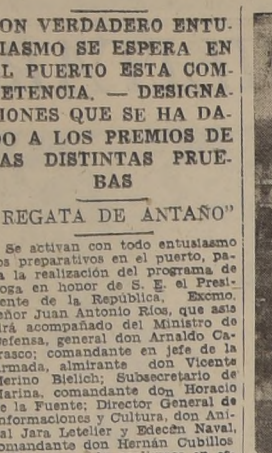 ON VERDADERO ENTU-
IASMO SE ESPERA EN
L PUERTO ESTA COM-
ETENCIA. — DESIGNA-
IONES QUE SE HA DA-
O A LOS PREMIOS DE
AS DISTINTAS PRUE-
BAS
REGATA DE ANTAÑO"
Se activan con todo entusiasmo
os preparativos en el puerto, pa-
a la realización del programa de
oga en honor de S. E. el Presi-
ente de la República, Excmo.
eñor Juan Antonio Ríos, que asis
irá acompañado del Ministro de
Defensa, general don Arnaldo Ca-
rasco; comandante en jefe de la
rmada, almirante don Vicente
Merino Bielich; Subsecretario de
Marina, comandante don Horacio
e la Fuente; Director General de
nformaciones y Cultura, don Aní-
al Jara Letelier y Edecán Naval,
omandante don Hernán Cubillos